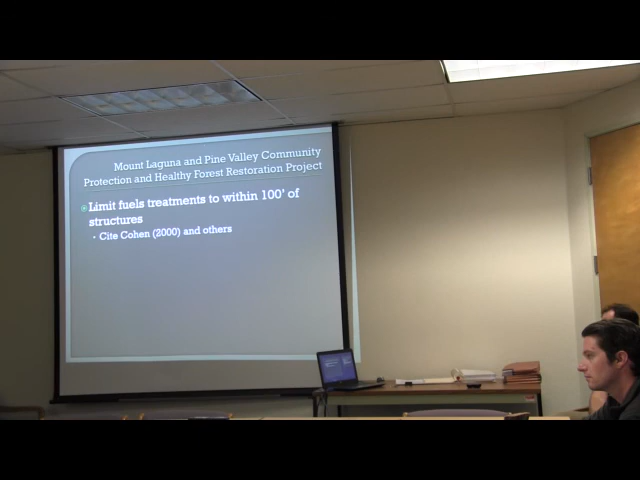 Mount Laguna and Pine Valley Community
Protection and Healthy Forest Restoration Project
Limit fuels treatments to within 100' of
structures
Cite Cohen (2000) and others